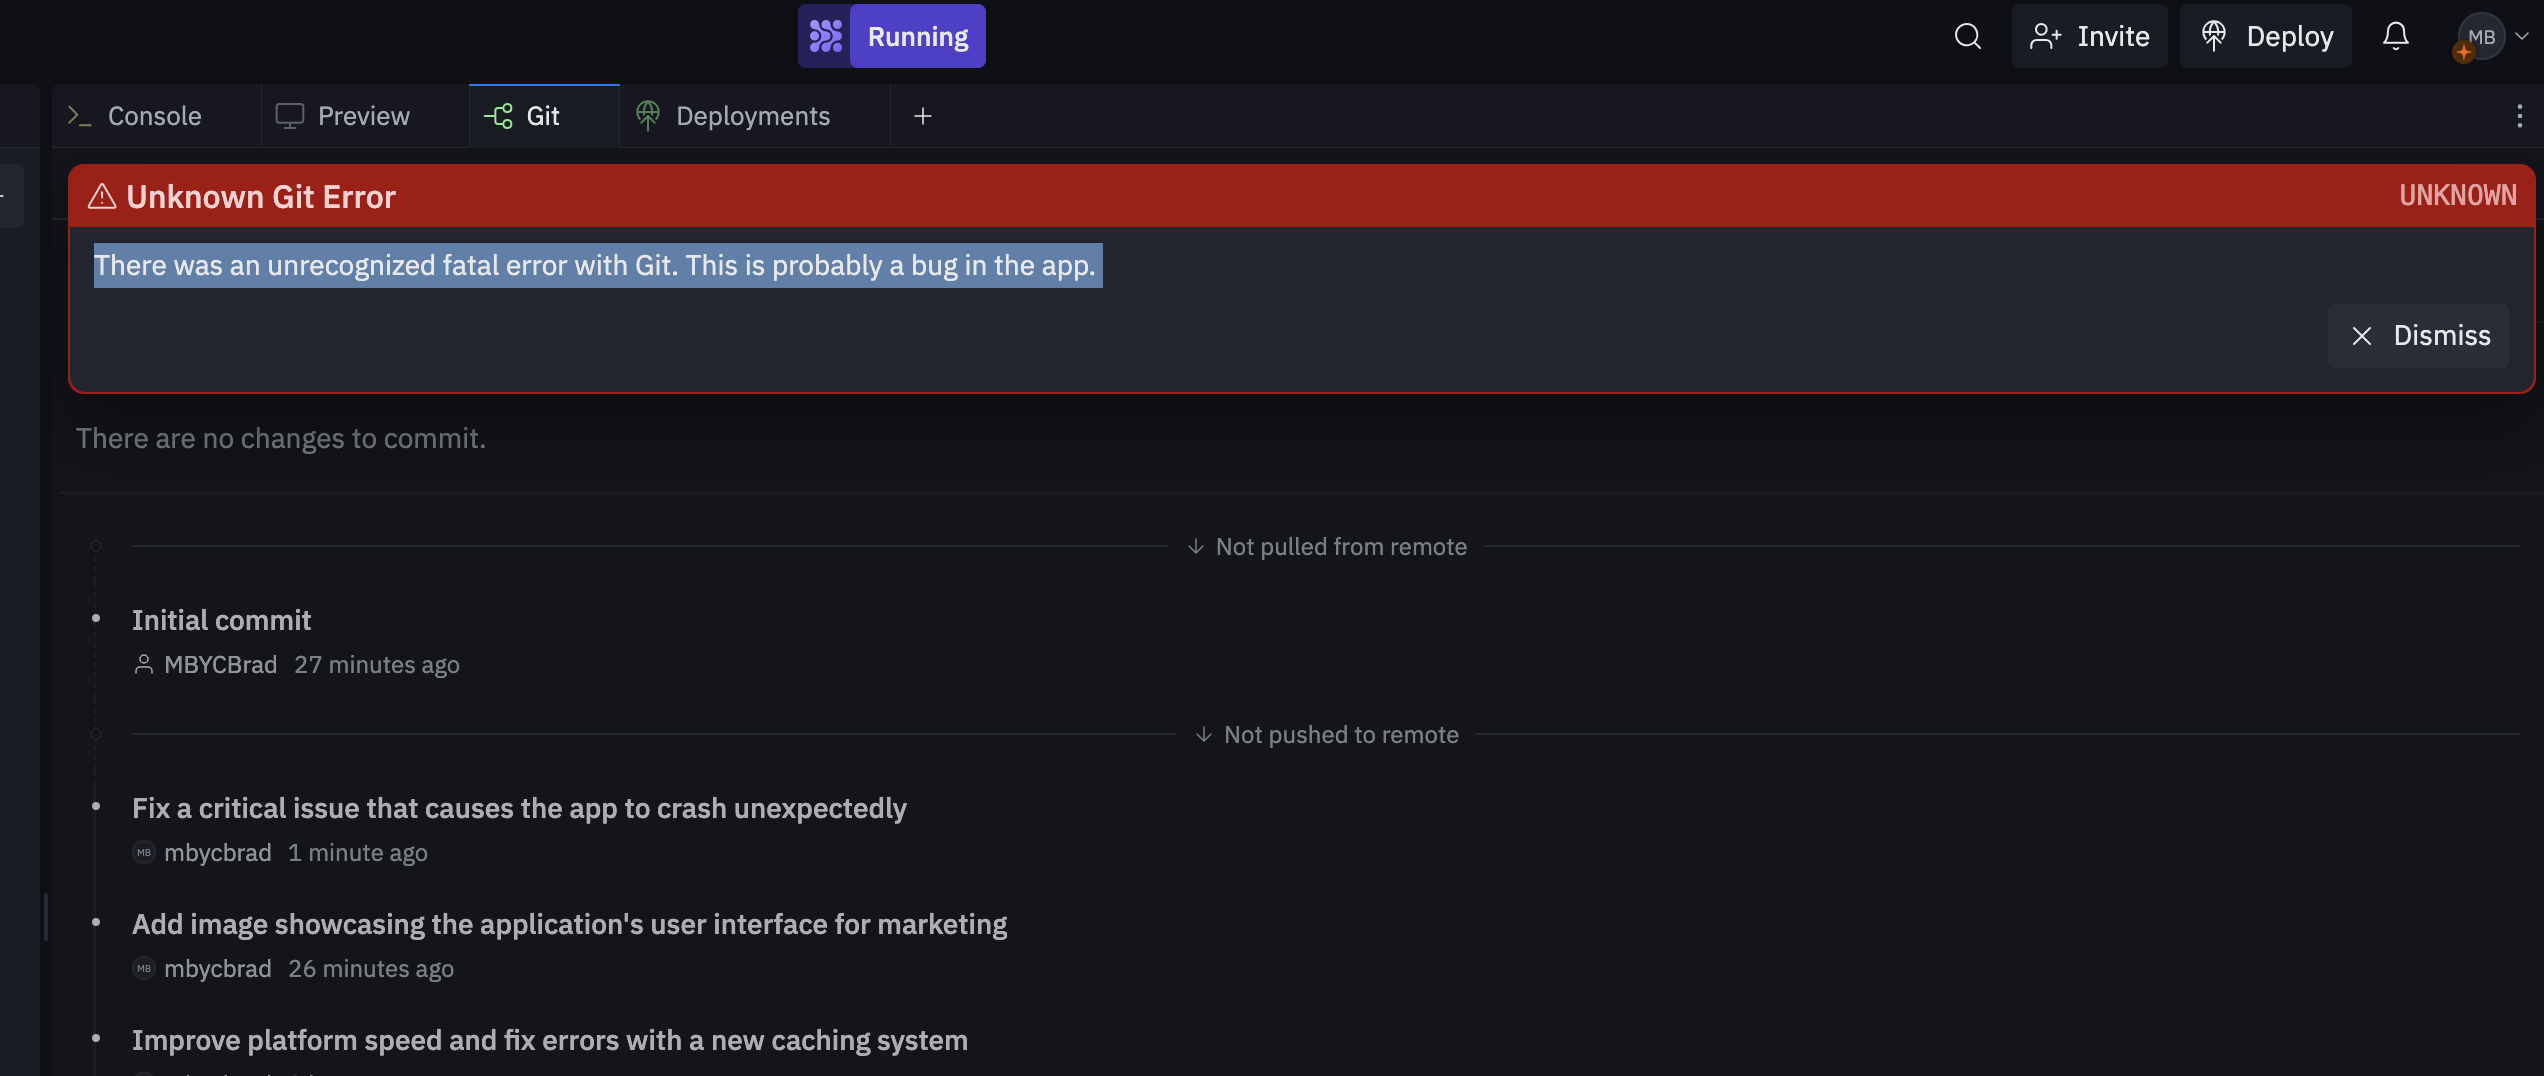 Running
Invite
Deploy
MB
Console
Preview
Git
Deployments
Unknown Git Error
UNKNOWN
There was an unrecognized fatal error with Git. This is probably a bug in the app.
Dismiss
There are no changes to commit.
Not pulled from remote
Initial commit
MBYCBrad 27 minutes ago
Not pushed to remote
Fix a critical issue that causes the app to crash unexpectedly
MB mbycbrad 1 minute ago
Add image showcasing the application's user interface for marketing
MB mbycbrad 26 minutes ago
Improve platform speed and fix errors with a new caching system